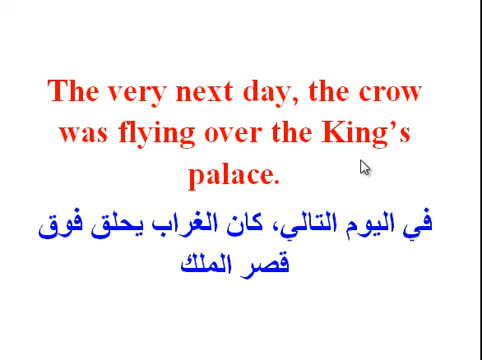 The very next day, the crow
was flying over the King's
palace.
في اليوم التالي، كان الغراب يحلق فوق
قصر الملك